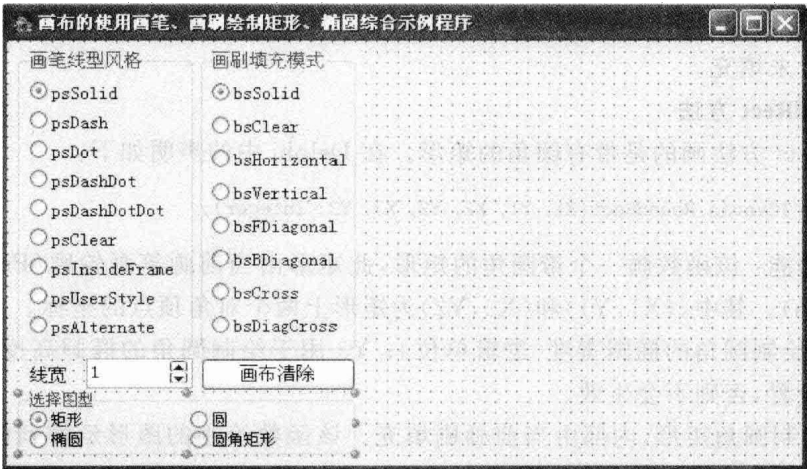 画布的使用画笔、画刷绘制矩形、椭圆综合示例程序
画笔线型风格
psSolid
psDash
psDot
psDashDot
psDashDotDot
psClear
psInsideFrame
psUserStyle
psAlternate
画刷填充模式
bsSolid
bsClear
bsHorizontal
bsVertical
bsFDiagonal
bsBDiagonal
bsCross
bsDiagCross
线宽 1
画布清除
选择图型
矩形
圆
椭圆
圆角矩形